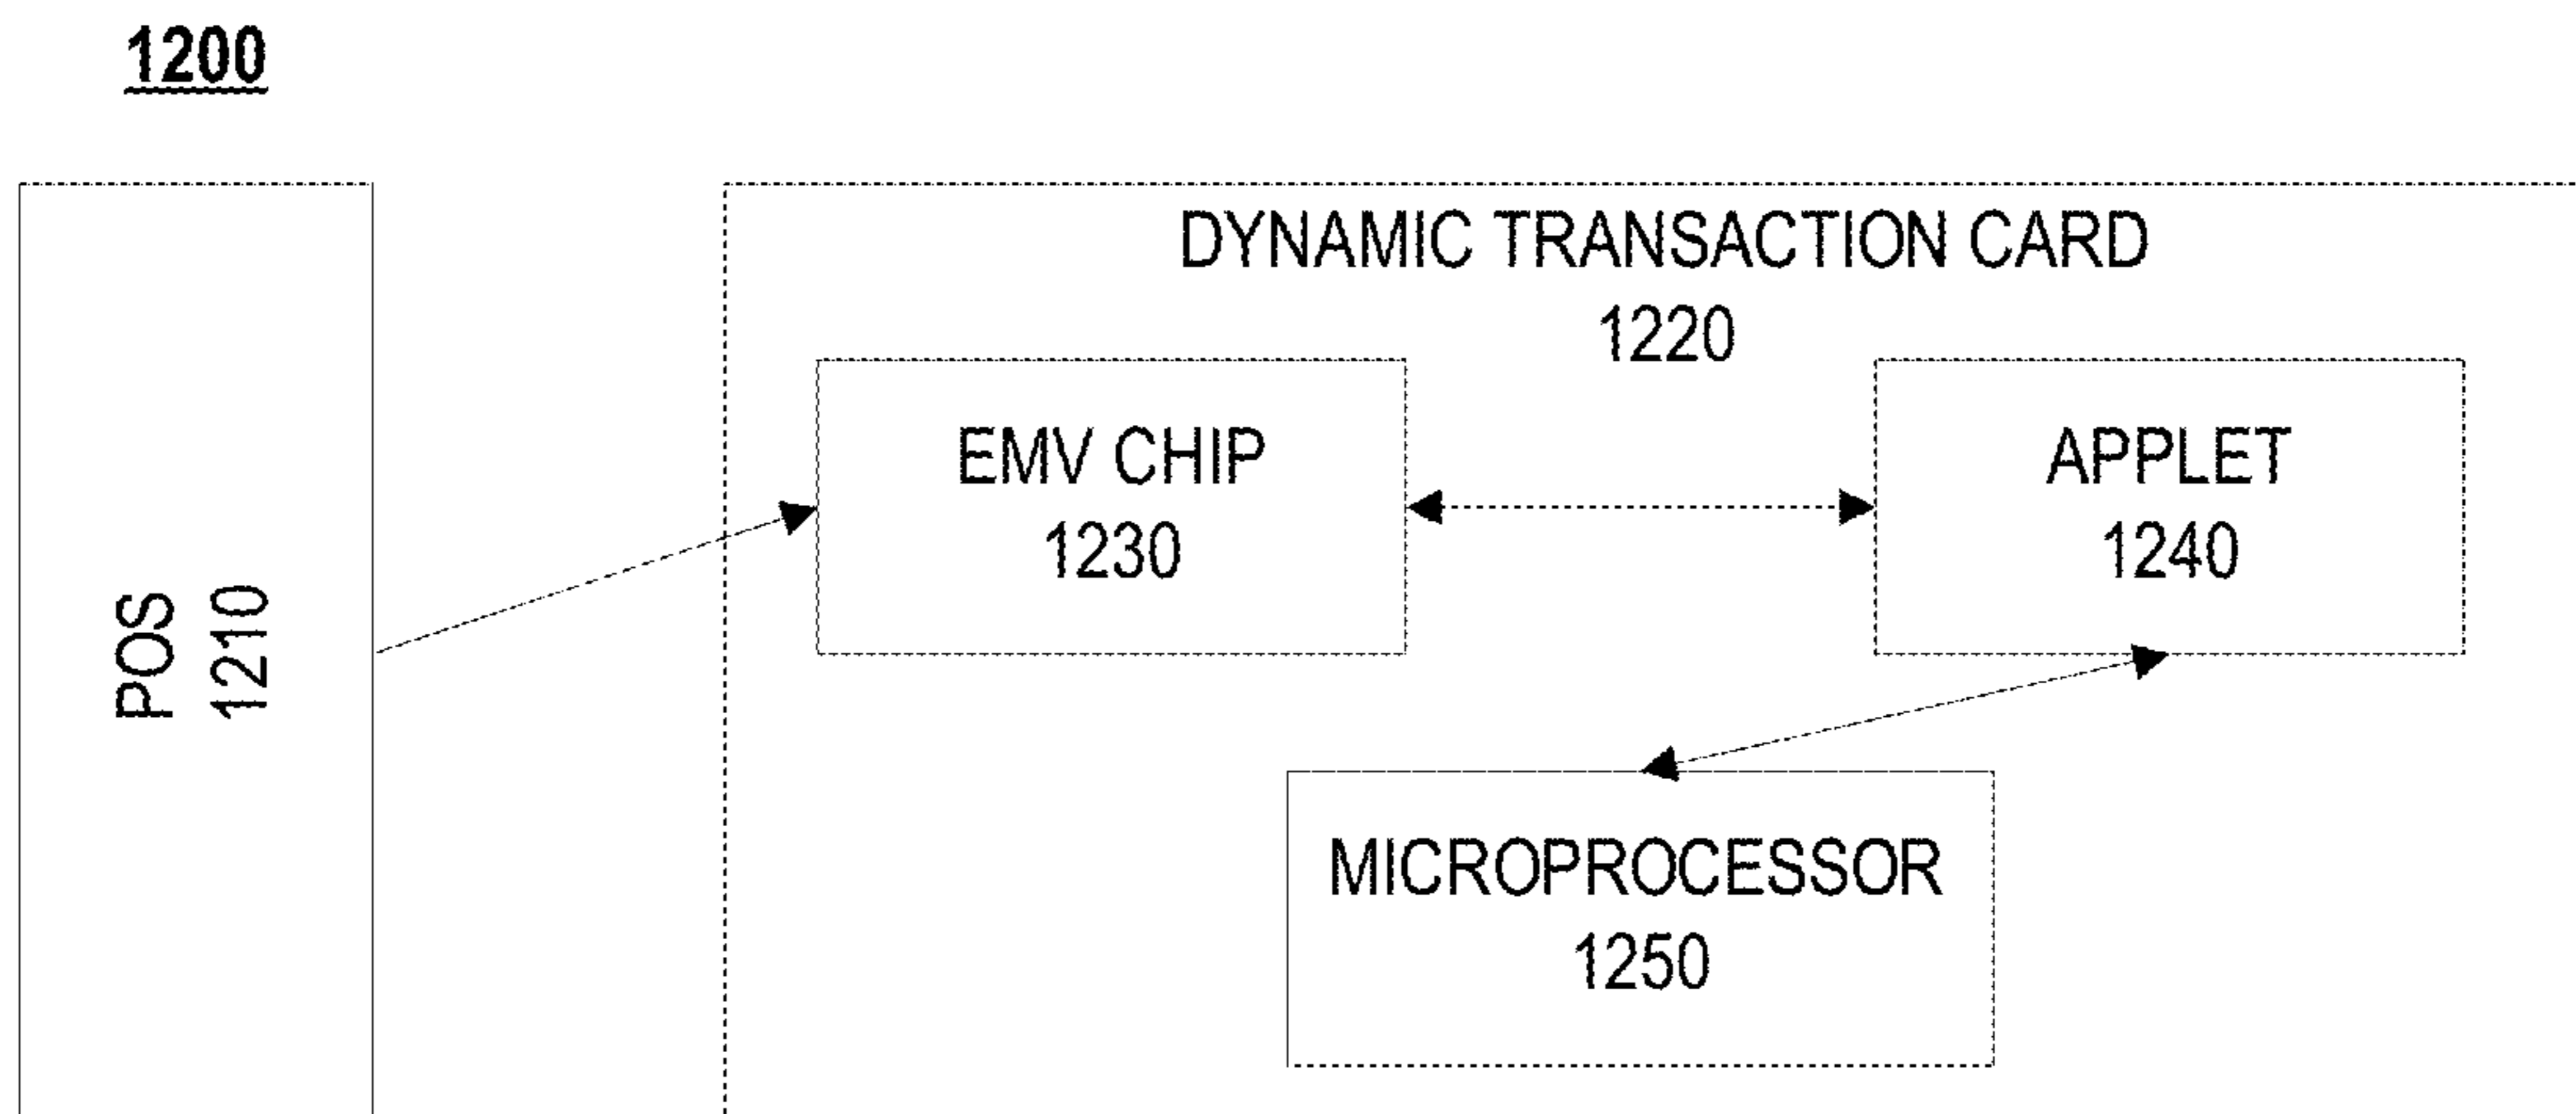 1200
POS
1210
DYNAMIC TRANSACTION CARD
1220
EMV CHIP
1230
APPLET
1240
MICROPROCESSOR
1250